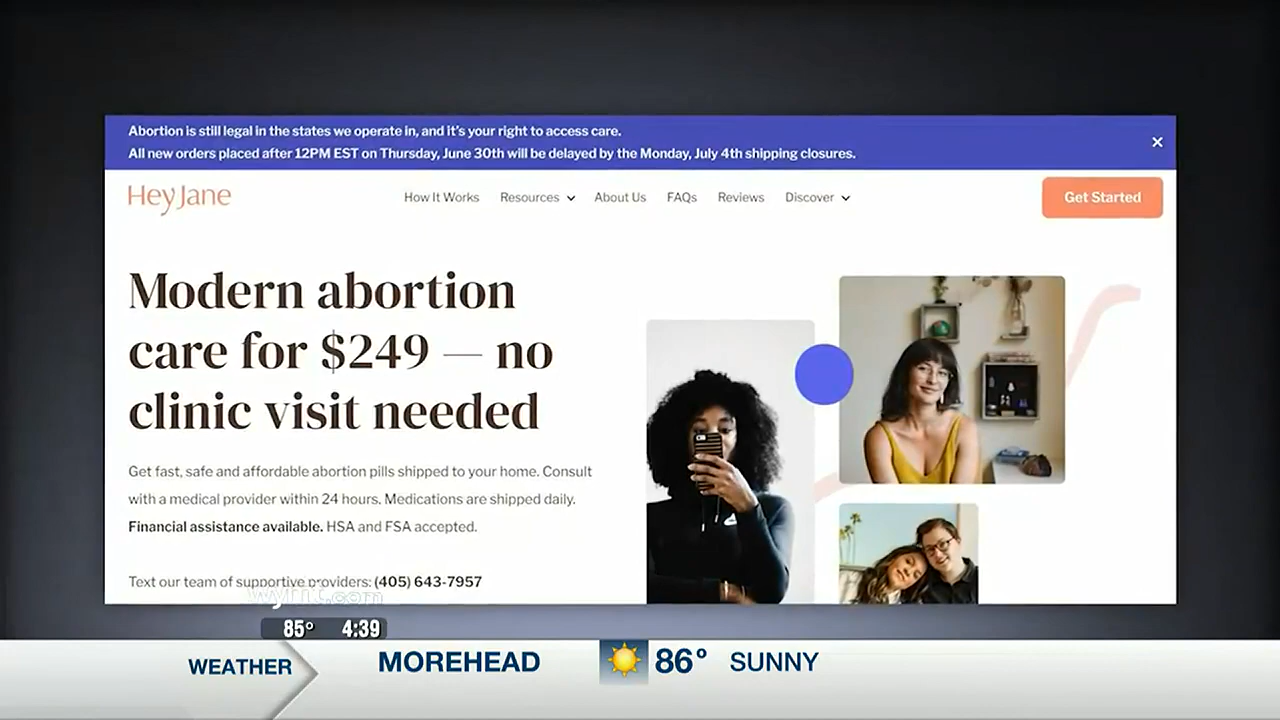 Abortion is still legal in the states we operate in, and it's your right to access care.
All new orders placed after 12PM EST on Thursday, June 30th will be delayed by the Monday, July 4th shipping closures.
×
Hey Jane
How It Works Resources About Us FAQs Reviews Discover
Get Started
Modern abortion
care for $249 — no
clinic visit needed
Get fast, safe and affordable abortion pills shipped to your home. Consult
with a medical provider within 24 hours. Medications are shipped daily.
Financial assistance available. HSA and FSA accepted.
Text our team of supportive providers: (405) 643-7957
wymt.com
85° 4:39
WEATHER MOREHEAD 86° SUNNY